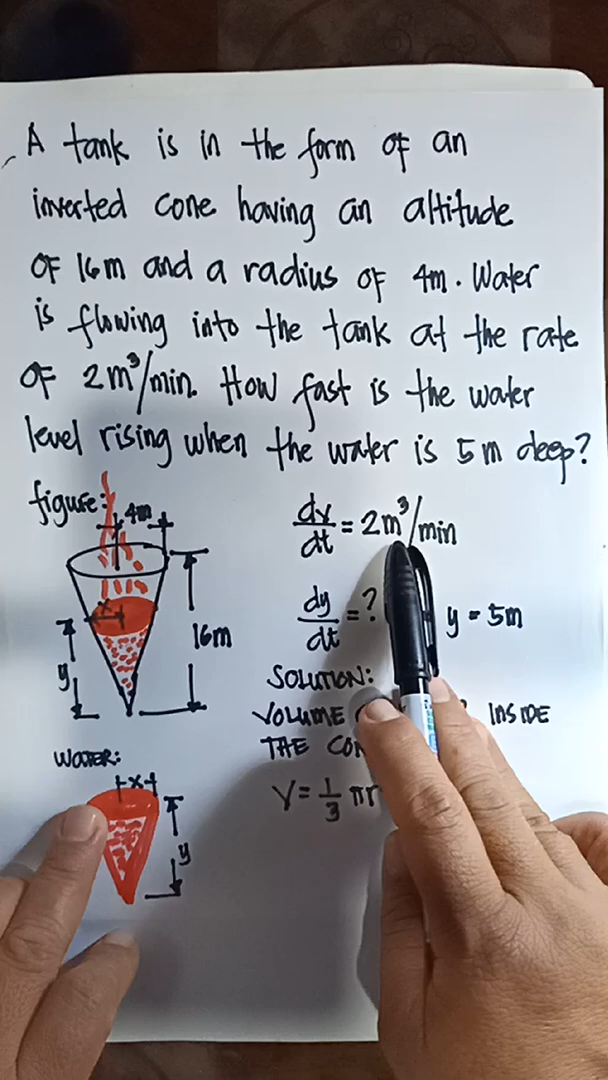 A tank is in the form of an
inverted cone having an altitude
of 16m and a radius of 4m. Water
is flowing into the tank at the rate
of 2m³/min. How fast is the water
level rising when the water is 5m deep?
figure:
4m
x
y
16m
dv/dt = 2m³/min
dy/dt = ? y = 5m
SOLUTION:
VOLUME INSIDE
THE
V = 1/3 πr
WATER:
x
y